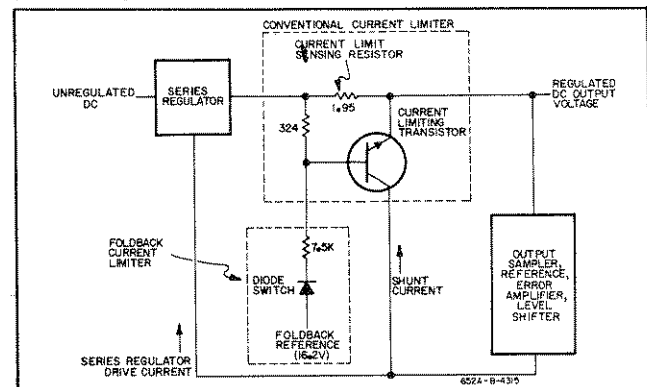 CONVENTIONAL CURRENT LIMITER
CURRENT LIMIT
SENSING RESISTOR
UNREGULATED
DC
SERIES
REGULATOR
1.95
REGULATED
DC OUTPUT
VOLTAGE
324
CURRENT
LIMITING
TRANSISTOR
FOLDBACK
CURRENT
LIMITER
7.5K
DIODE
SWITCH
FOLDBACK
REFERENCE
(16.2V)
SHUNT
CURRENT
OUTPUT
SAMPLER,
REFERENCE,
ERROR
AMPLIFIER,
LEVEL
SHIFTER
SERIES REGULATOR
DRIVE CURRENT
652A-B-4315